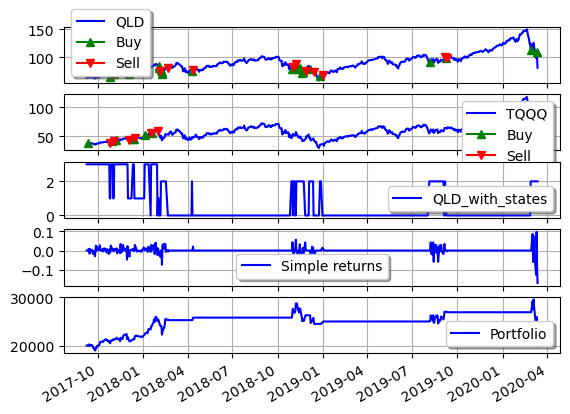 150
100
QLD
Buy
Sell
100
50
TQQQ
Buy
Sell
2
0
QLD_with_states
0.1
0.0
−0.1
Simple returns
30000
20000
Portfolio
2017-10
2018-01
2018-04
2018-07
2018-10
2019-01
2019-04
2019-07
2019-10
2020-01
2020-04